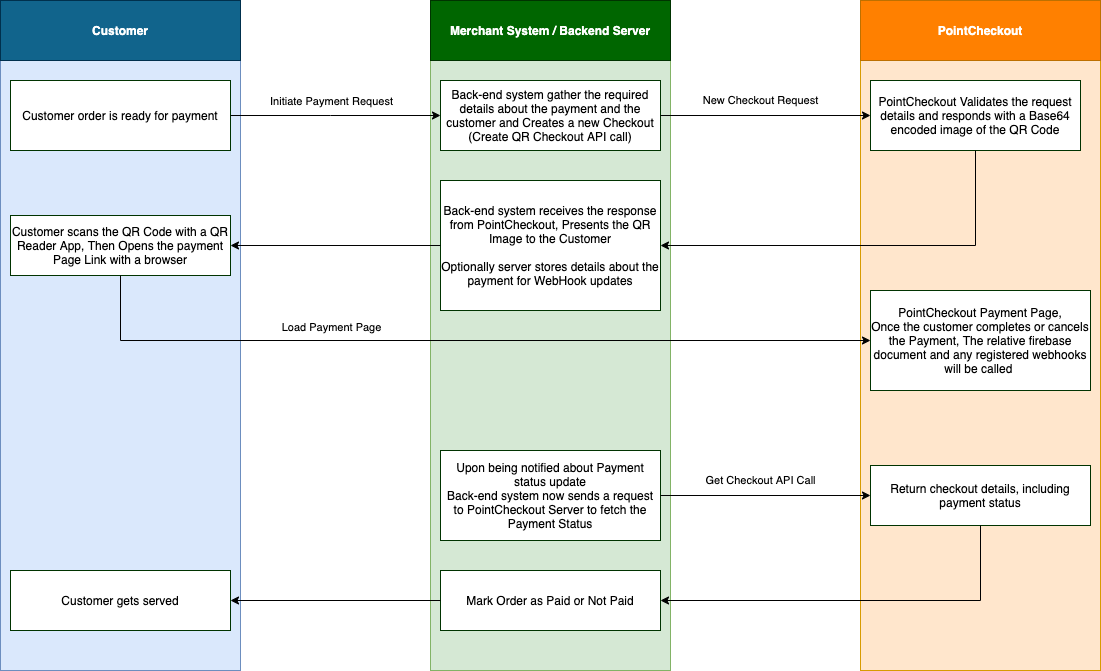 Customer
Merchant System / Backend Server
PointCheckout
Customer order is ready for payment
Initiate Payment Request
Back-end system gather the required
details about the payment and the
customer and Creates a new Checkout
(Create QR Checkout API call)
New Checkout Request
PointCheckout Validates the request
details and responds with a Base64
encoded image of the QR Code
Back-end system receives the response
from PointCheckout, Presents the QR
Image to the Customer
Optionally server stores details about the
payment for WebHook updates
Customer scans the QR Code with a QR
Reader App, Then Opens the payment
Page Link with a browser
Load Payment Page
PointCheckout Payment Page,
Once the customer completes or cancels
the Payment, The relative firebase
document and any registered webhooks
will be called
Upon being notified about Payment
status update
Back-end system now sends a request
to PointCheckout Server to fetch the
Payment Status
Get Checkout API Call
Return checkout details, including
payment status
Mark Order as Paid or Not Paid
Customer gets served